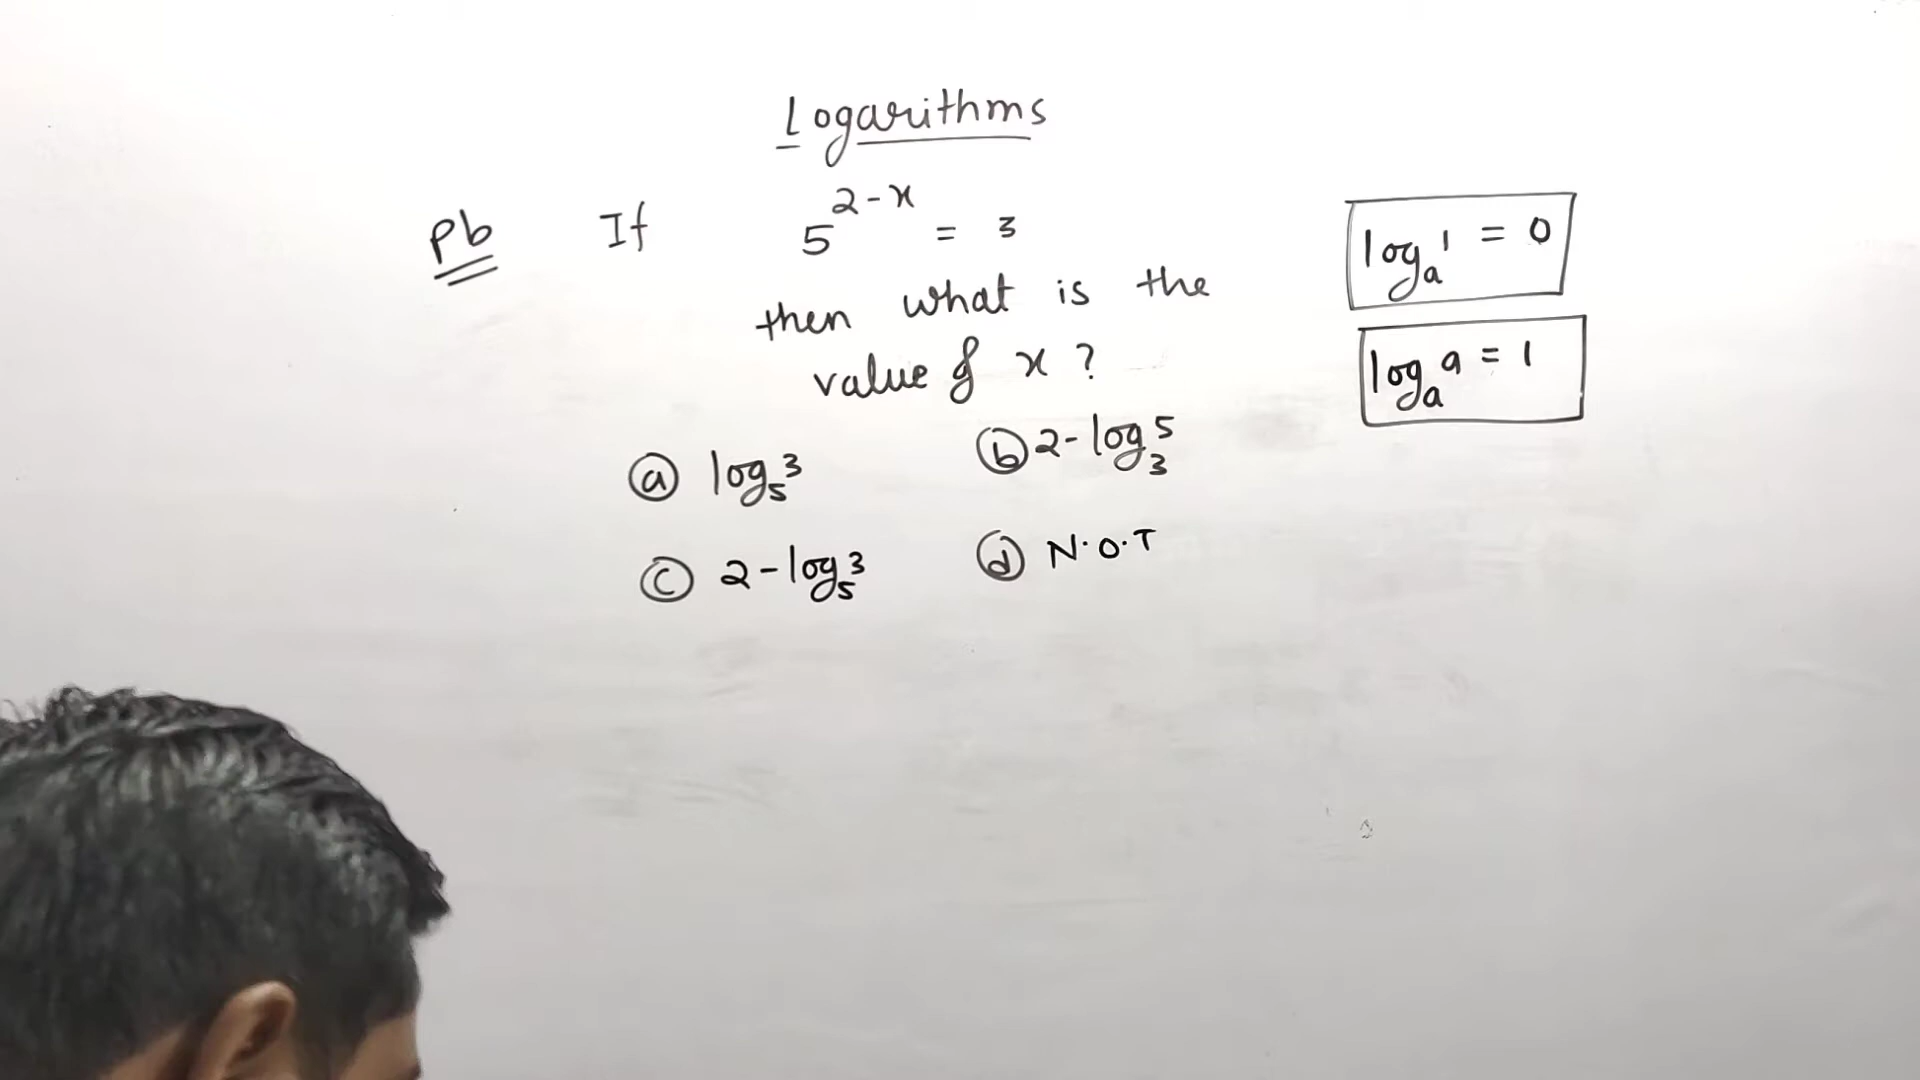 Logarithms
Pb If 5^{2-x} = 3
then what is the
value of x ?
ⓐ log_5 3 ⓑ 2 - log_3 5
ⓒ 2 - log_5 3 ⓓ N.O.T
log_a 1 = 0
log_a a = 1